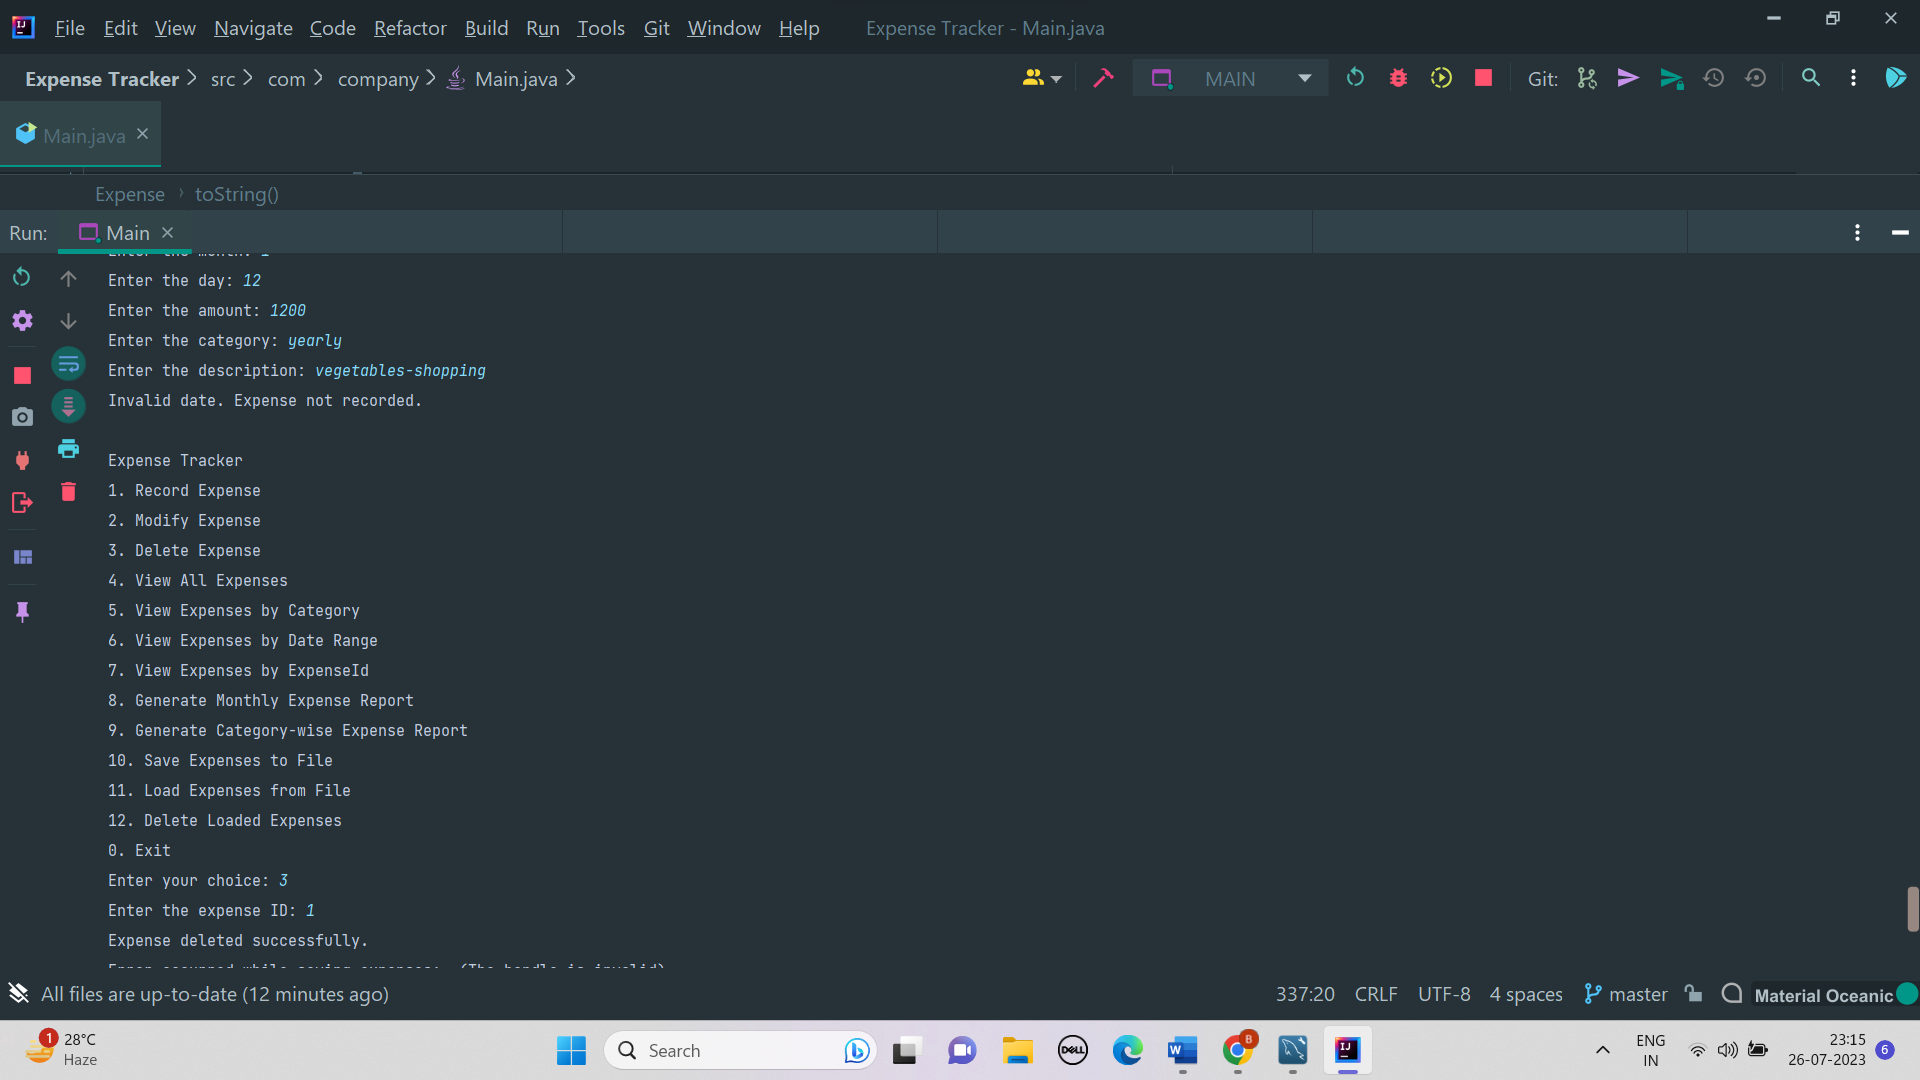 File Edit View Navigate Code Refactor Build Run Tools Git Window Help Expense Tracker - Main.java
Expense Tracker src com company Main.java MAIN Git:
Main.java
Expense toString()
Run: Main
Enter the day: 12
Enter the amount: 1200
Enter the category: yearly
Enter the description: vegetables-shopping
Invalid date. Expense not recorded.
Expense Tracker
1. Record Expense
2. Modify Expense
3. Delete Expense
4. View All Expenses
5. View Expenses by Category
6. View Expenses by Date Range
7. View Expenses by ExpenseId
8. Generate Monthly Expense Report
9. Generate Category-wise Expense Report
10. Save Expenses to File
11. Load Expenses from File
12. Delete Loaded Expenses
0. Exit
Enter your choice: 3
Enter the expense ID: 1
Expense deleted successfully.
All files are up-to-date (12 minutes ago) 337:20 CRLF UTF-8 4 spaces master Material Oceanic
1 28°C
Haze
Search
DELL
B
ENG
IN
23:15
26-07-2023
6